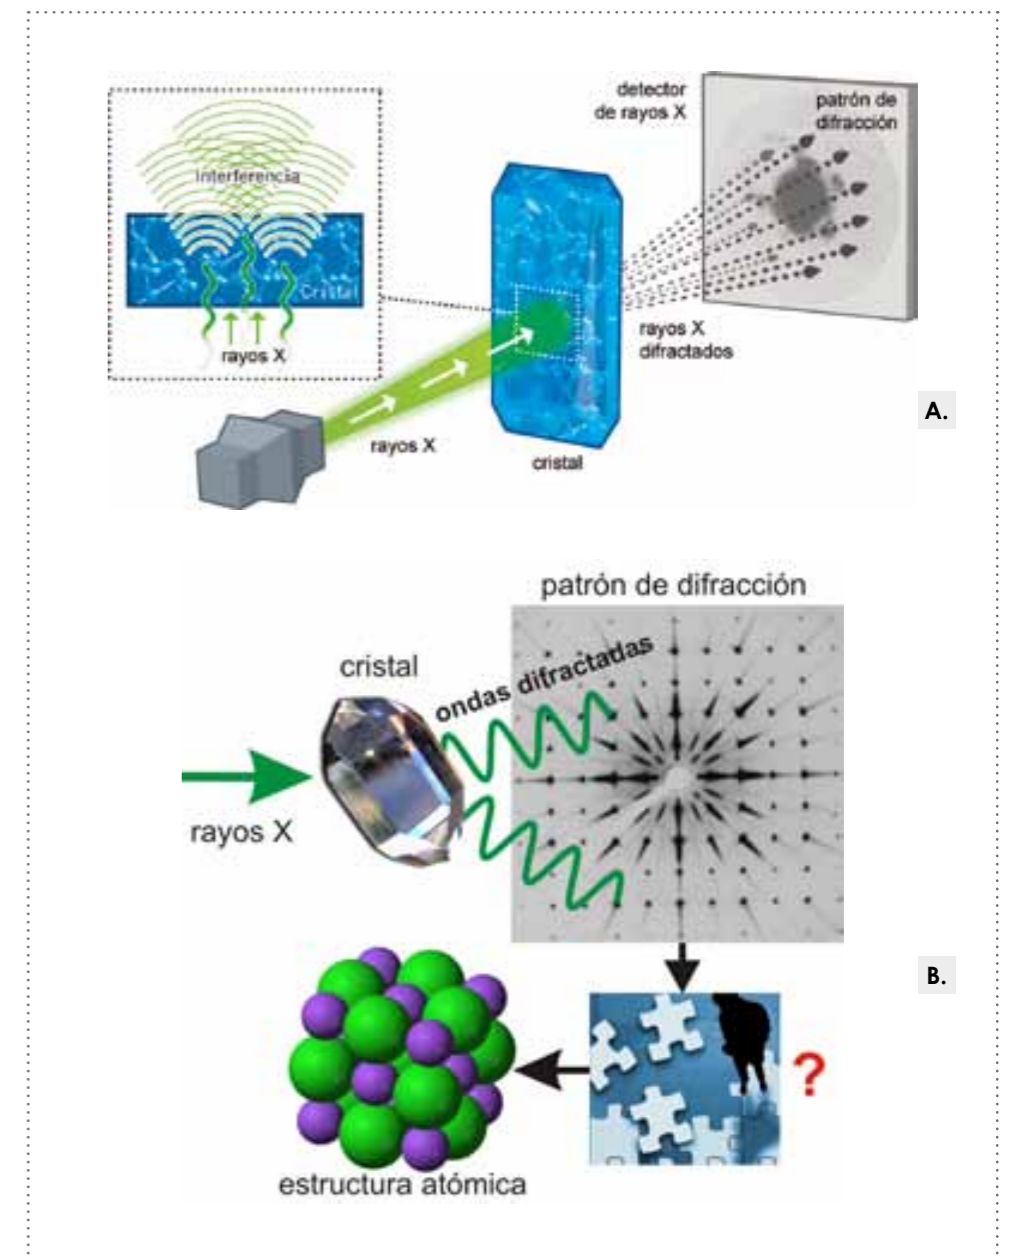 detector
de rayos X
patrón de
difracción
Interferencia
Cristal
rayos X
rayos X
difractados
rayos X
cristal
A.
patrón de difracción
cristal
ondas difractadas
rayos X
B.
?
estructura atómica